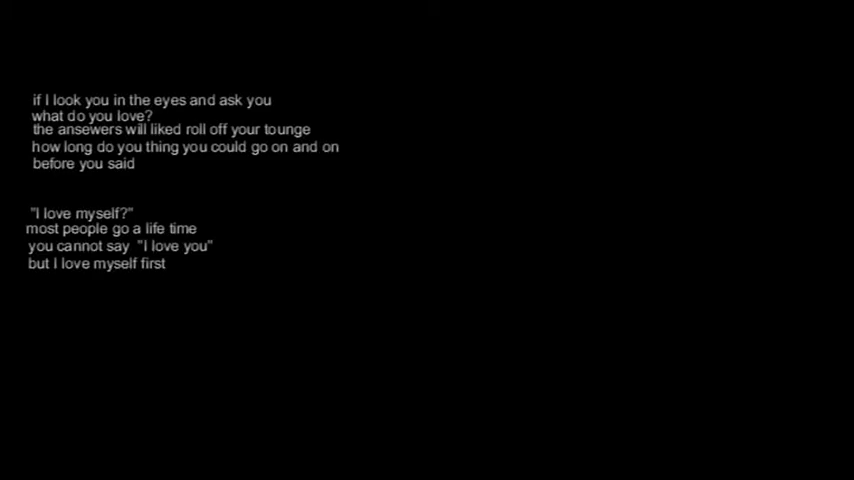 if I look you in the eyes and ask you
what do you love?
the ansewers will liked roll off your tounge
how long do you thing you could go on and on
before you said
"I love myself?"
most people go a life time
you cannot say "I love you"
but I love myself first